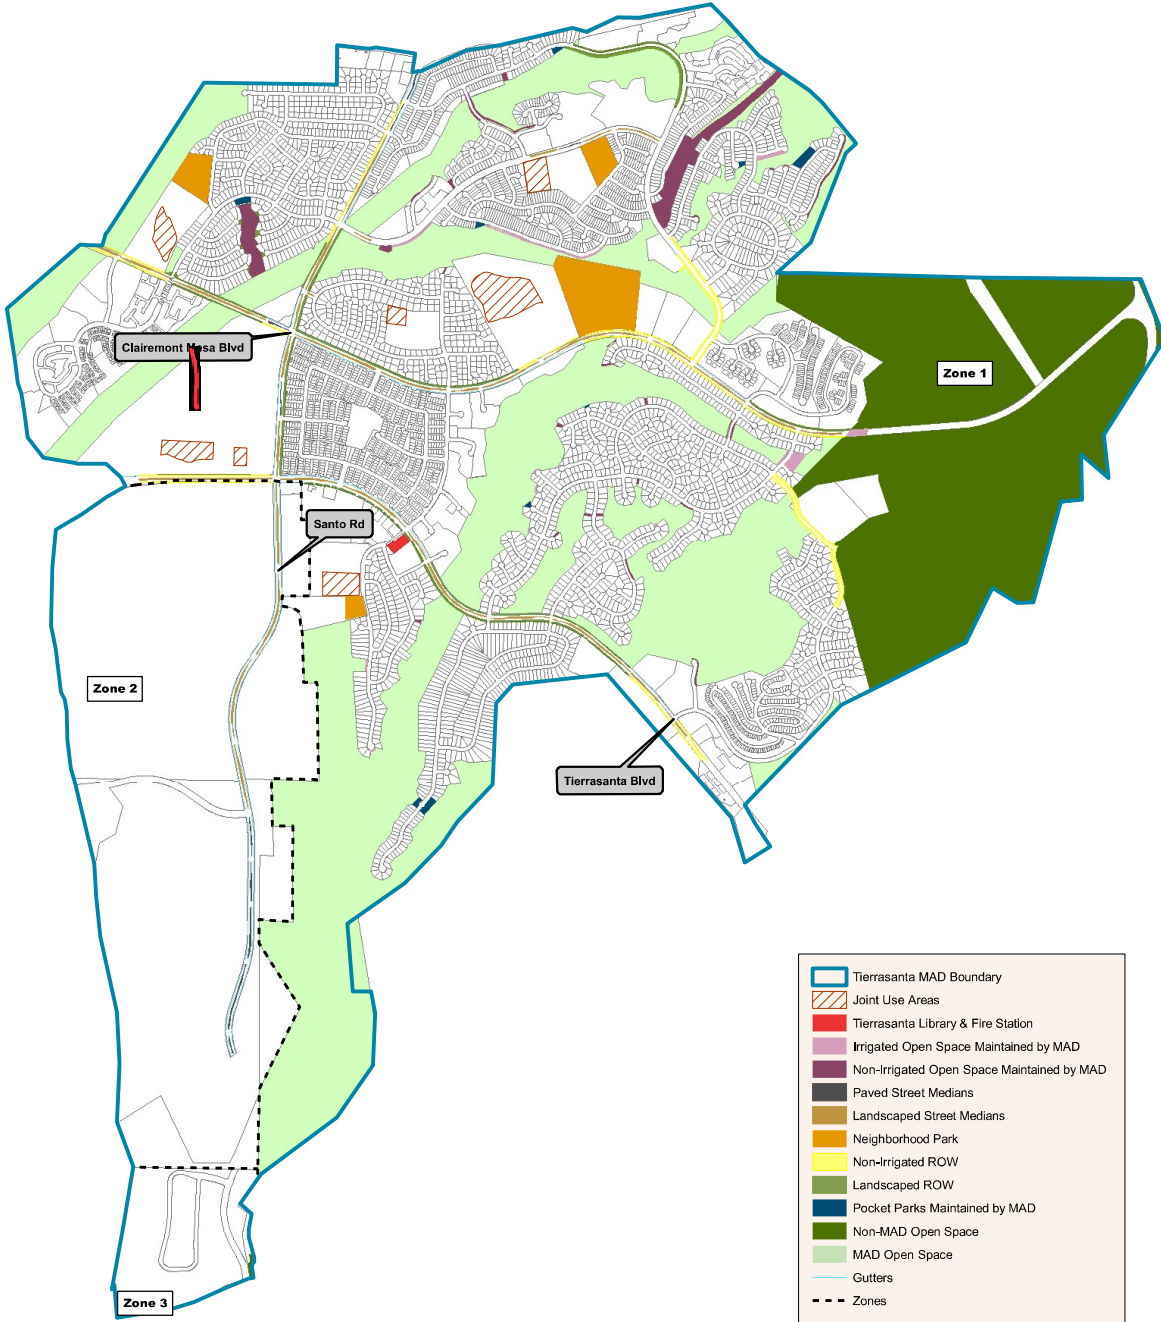 Clairemont Mesa Blvd
Zone 1
Santo Rd
Zone 2
Tierrasanta Blvd
Tierrasanta MAD Boundary
Joint Use Areas
Tierrasanta Library & Fire Station
Irrigated Open Space Maintained by MAD
Non-Irrigated Open Space Maintained by MAD
Paved Street Medians
Landscaped Street Medians
Neighborhood Park
Non-Irrigated ROW
Landscaped ROW
Pocket Parks Maintained by MAD
Non-MAD Open Space
MAD Open Space
Gutters
Zones
Zone 3